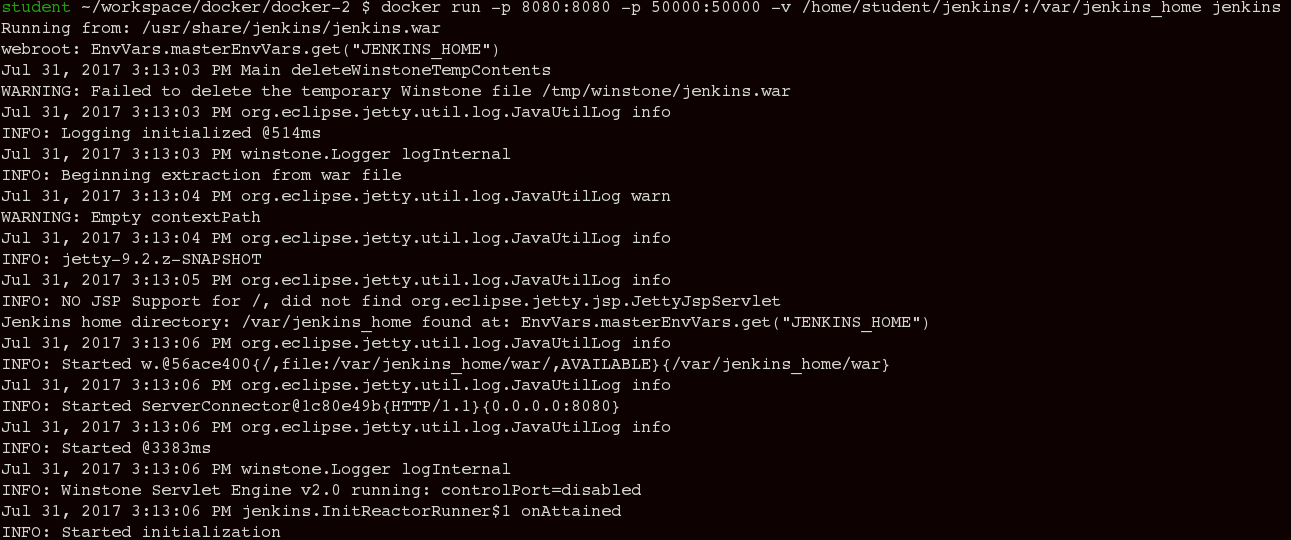 student ~/workspace/docker/docker-2 $ docker run -p 8080:8080 -p 50000:50000 -v /home/student/jenkins/:/var/jenkins_home jenkins
Running from: /usr/share/jenkins/jenkins.war
webroot: EnvVars.masterEnvVars.get("JENKINS_HOME")
Jul 31, 2017 3:13:03 PM Main deleteWinstoneTempContents
WARNING: Failed to delete the temporary Winstone file /tmp/winstone/jenkins.war
Jul 31, 2017 3:13:03 PM org.eclipse.jetty.util.log.JavaUtilLog info
INFO: Logging initialized @514ms
Jul 31, 2017 3:13:03 PM winstone.Logger logInternal
INFO: Beginning extraction from war file
Jul 31, 2017 3:13:04 PM org.eclipse.jetty.util.log.JavaUtilLog warn
WARNING: Empty contextPath
Jul 31, 2017 3:13:04 PM org.eclipse.jetty.util.log.JavaUtilLog info
INFO: jetty-9.2.z-SNAPSHOT
Jul 31, 2017 3:13:05 PM org.eclipse.jetty.util.log.JavaUtilLog info
INFO: NO JSP Support for /, did not find org.eclipse.jetty.jsp.JettyJspServlet
Jenkins home directory: /var/jenkins_home found at: EnvVars.masterEnvVars.get("JENKINS_HOME")
Jul 31, 2017 3:13:06 PM org.eclipse.jetty.util.log.JavaUtilLog info
INFO: Started w.@56ace400{/,file:/var/jenkins_home/war/,AVAILABLE}{/var/jenkins_home/war}
Jul 31, 2017 3:13:06 PM org.eclipse.jetty.util.log.JavaUtilLog info
INFO: Started ServerConnector@1c80e49b{HTTP/1.1}{0.0.0.0:8080}
Jul 31, 2017 3:13:06 PM org.eclipse.jetty.util.log.JavaUtilLog info
INFO: Started @3383ms
Jul 31, 2017 3:13:06 PM winstone.Logger logInternal
INFO: Winstone Servlet Engine v2.0 running: controlPort=disabled
Jul 31, 2017 3:13:06 PM jenkins.InitReactorRunner$1 onAttained
INFO: Started initialization